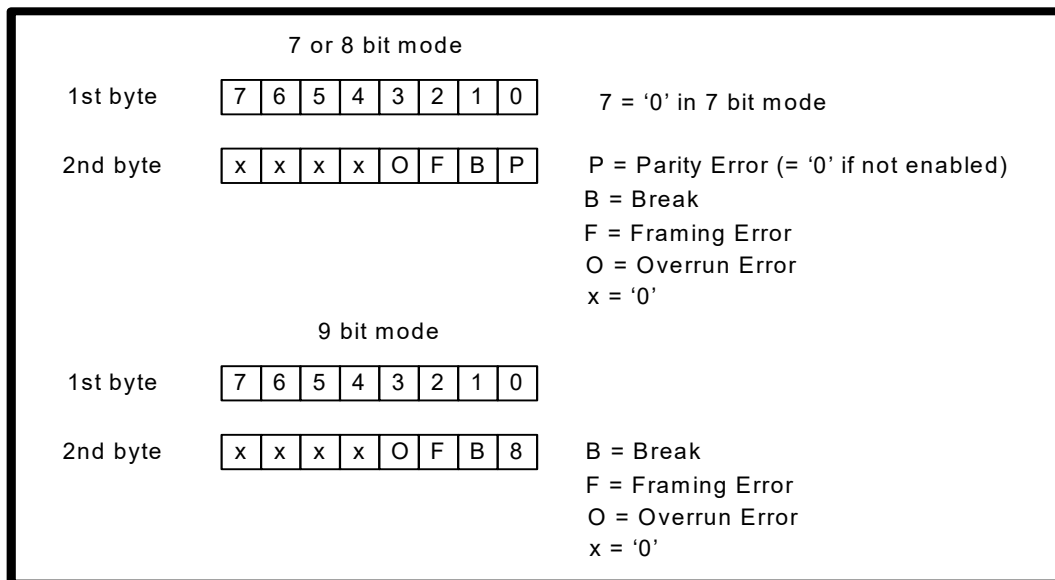 7 or 8 bit mode
1st byte 7 6 5 4 3 2 1 0 7 = ‘0’ in 7 bit mode
2nd byte x x x x O F B P P = Parity Error (= ‘0’ if not enabled)
B = Break
F = Framing Error
O = Overrun Error
x = ‘0’
9 bit mode
1st byte 7 6 5 4 3 2 1 0
2nd byte x x x x O F B 8 B = Break
F = Framing Error
O = Overrun Error
x = ‘0’